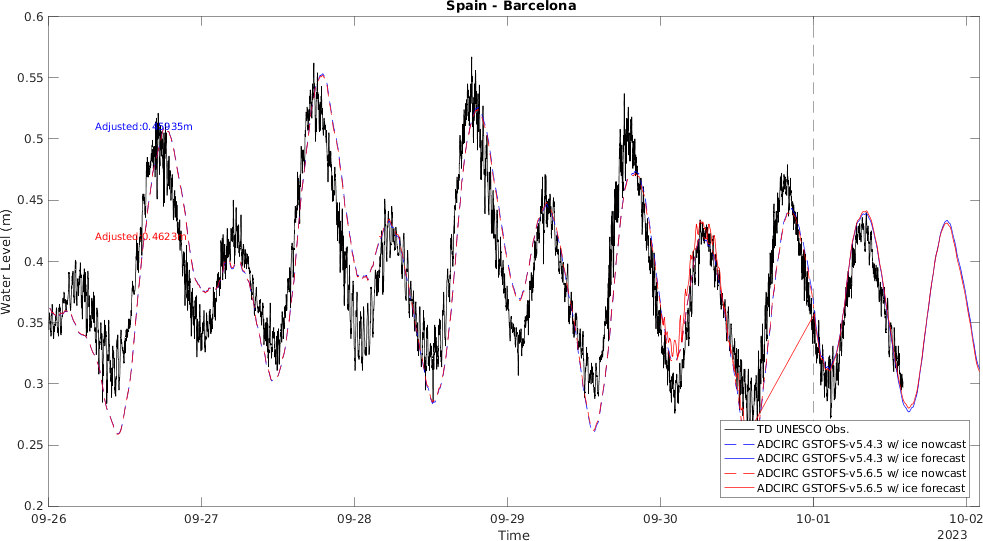 Spain - Barcelona
0.6
0.55
0.5
0.45
0.4
0.35
0.3
0.25
0.2
Water Level (m)
Adjusted:0.46935m
Adjusted:0.4623
TD UNESCO Obs.
ADCIRC GSTOFS-v5.4.3 w/ ice nowcast
ADCIRC GSTOFS-v5.4.3 w/ ice forecast
ADCIRC GSTOFS-v5.6.5 w/ ice nowcast
ADCIRC GSTOFS-v5.6.5 w/ ice forecast
09-26 09-27 09-28 09-29 09-30 10-01 10-02
Time
2023